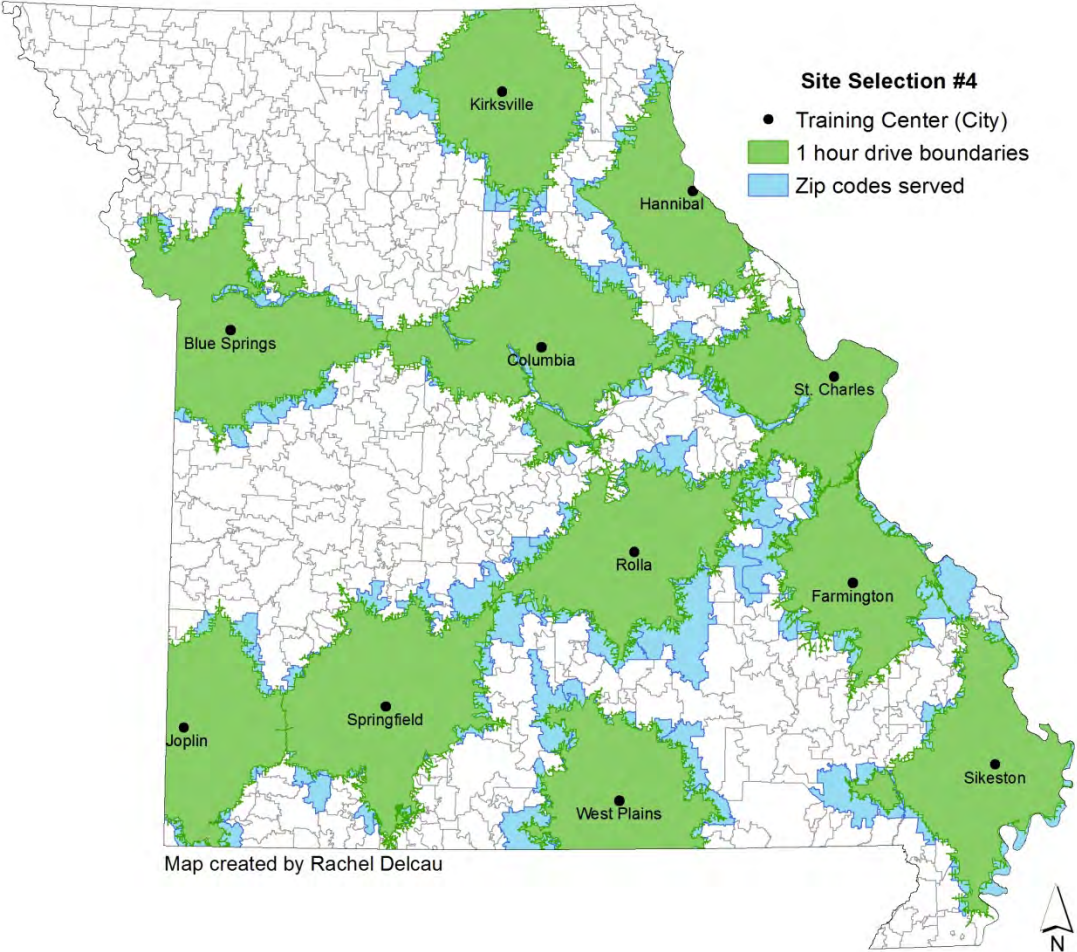 Site Selection #4
Training Center (City)
1 hour drive boundaries
Zip codes served
Kirksville
Hannibal
Blue Springs
Columbia
St. Charles
Rolla
Farmington
Springfield
Joplin
Sikeston
West Plains
Map created by Rachel Delcau
N